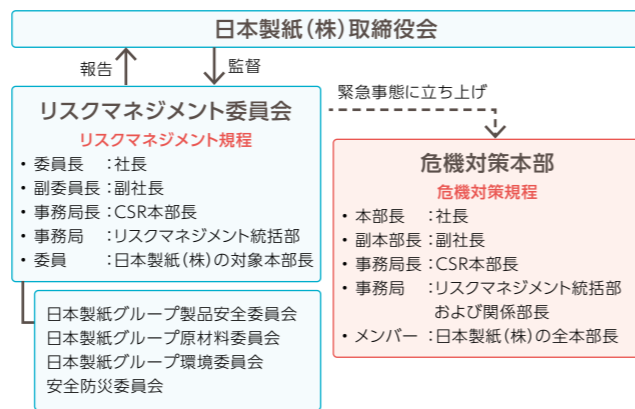 日本製紙(株)取締役会
報告
監督
リスクマネジメント委員会
リスクマネジメント規程
・委員長　：社長
・副委員長：副社長
・事務局長：CSR本部長
・事務局　：リスクマネジメント統括部
・委員　　：日本製紙(株)の対象本部長
日本製紙グループ製品安全委員会
日本製紙グループ原材料委員会
日本製紙グループ環境委員会
安全防災委員会
緊急事態に立ち上げ
危機対策本部
危機対策規程
・本部長　：社長
・副本部長：副社長
・事務局長：CSR本部長
・事務局　：リスクマネジメント統括部
および関係部長
・メンバー：日本製紙(株)の全本部長